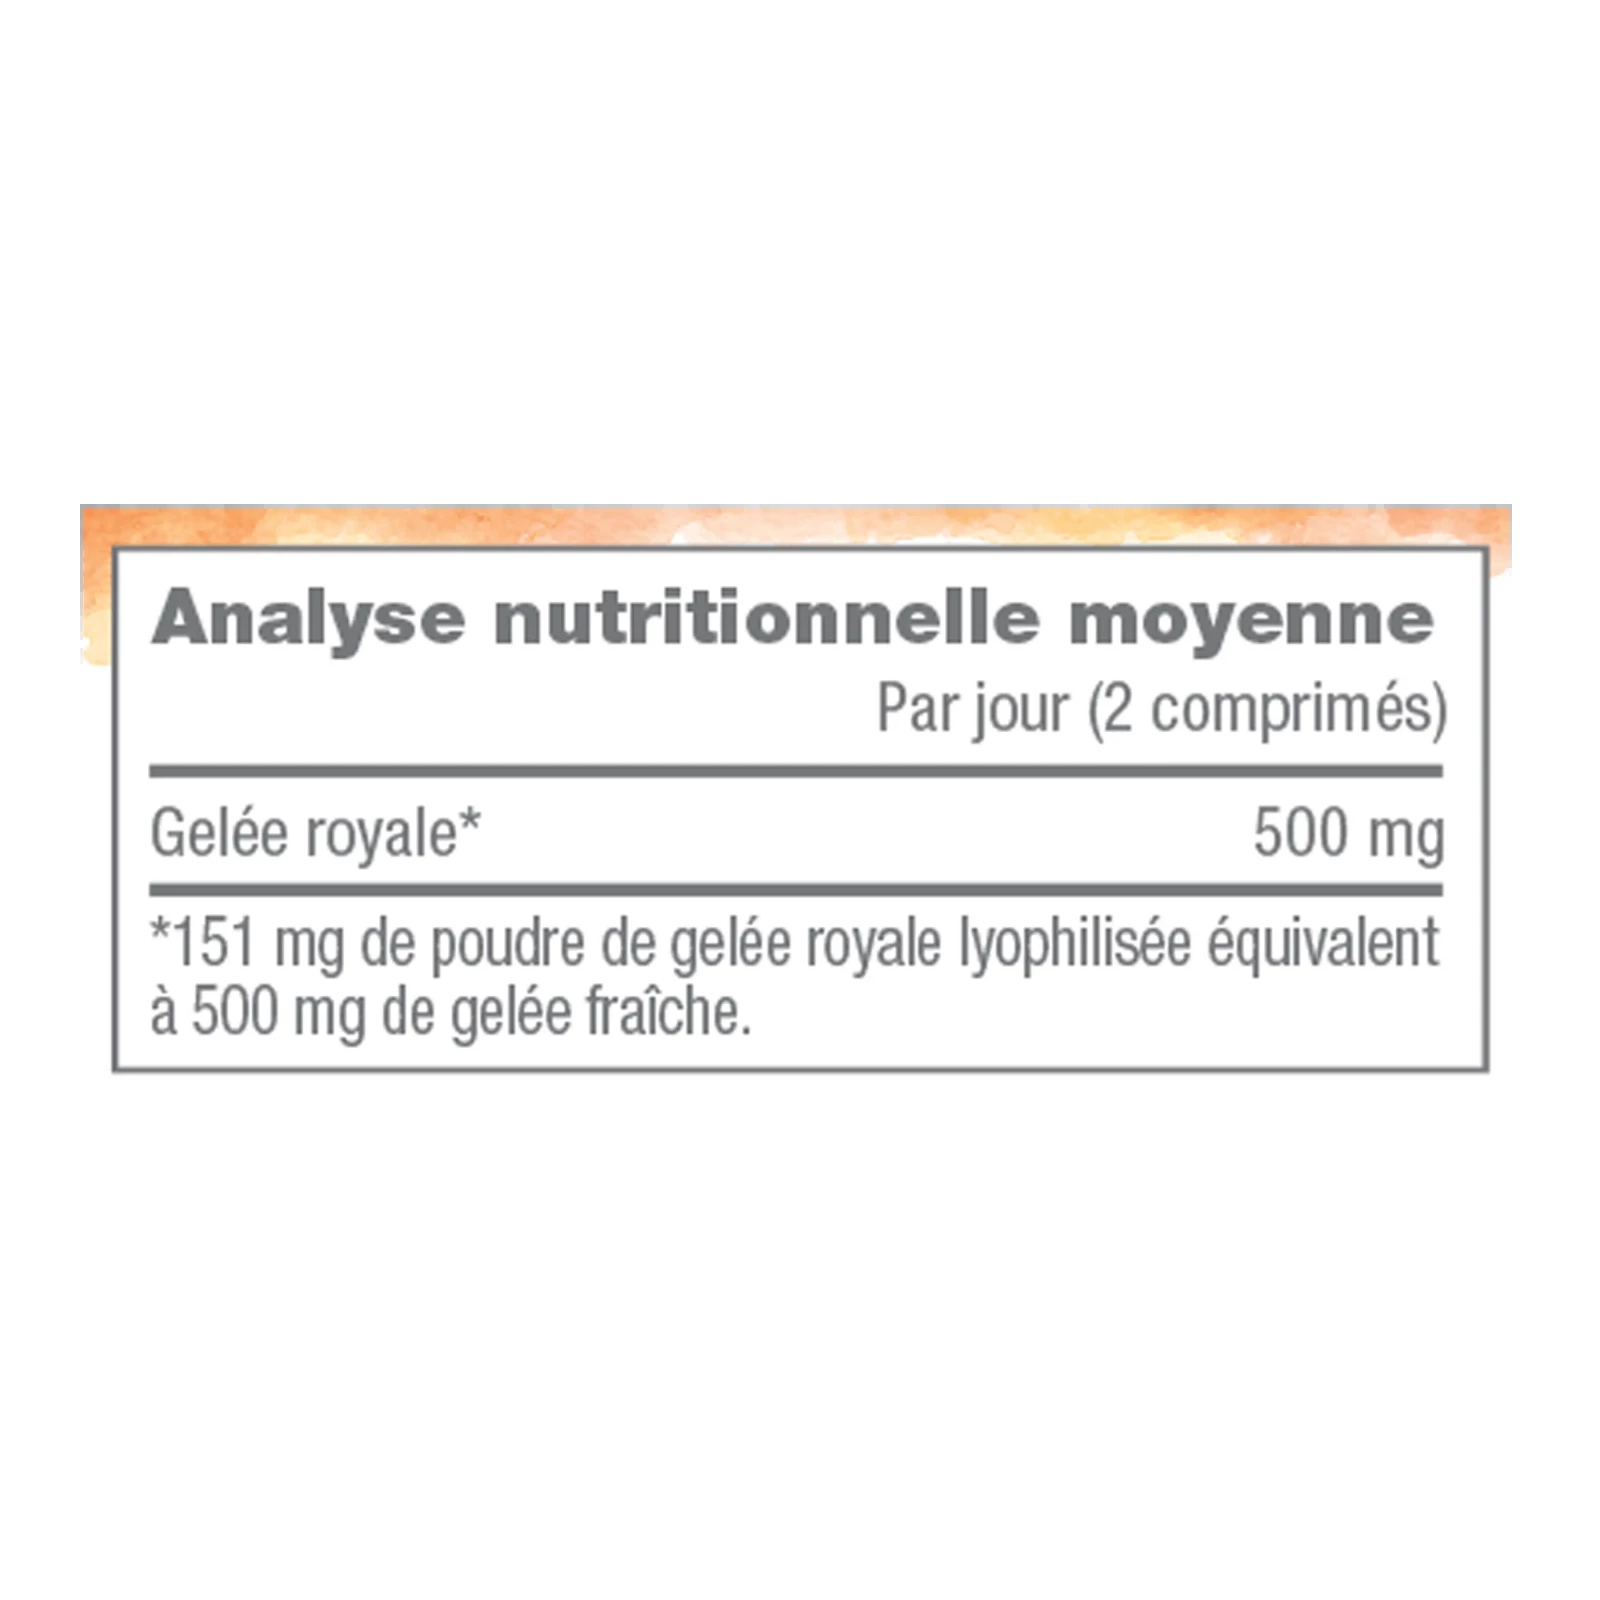 Analyse nutritionnelle moyenne
Par jour (2 comprimés)
Gelée royale* 500 mg
*151 mg de poudre de gelée royale lyophilisée équivalent
à 500 mg de gelée fraîche.